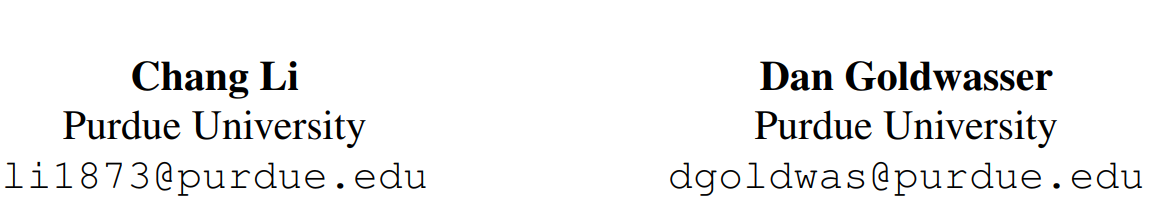 Chang Li
Purdue University
li1873@purdue.edu
Dan Goldwasser
Purdue University
dgoldwas@purdue.edu